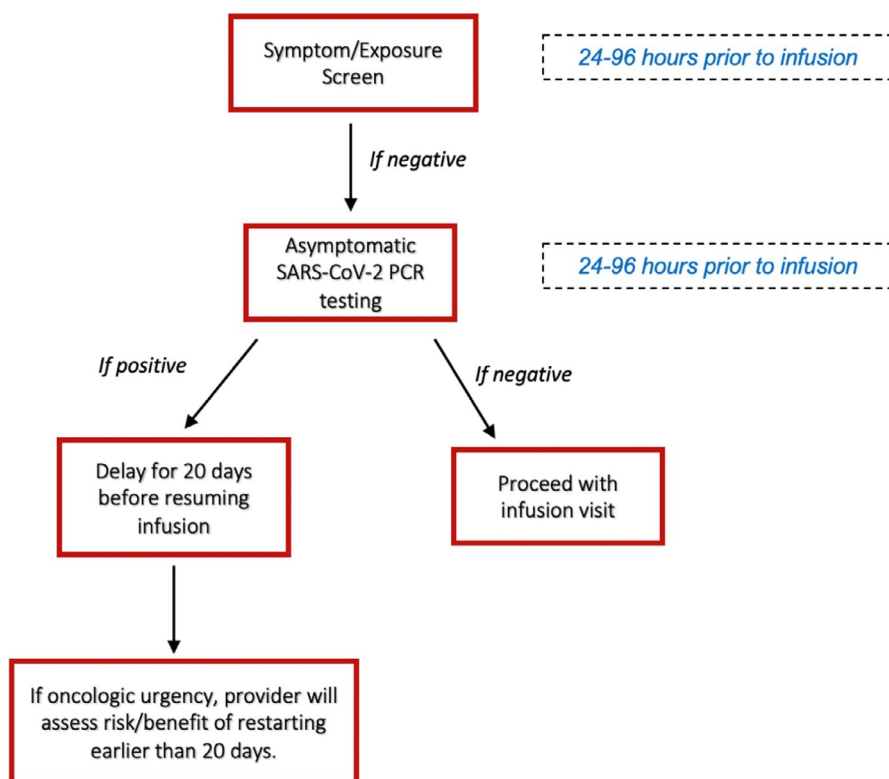 Symptom/Exposure
Screen
24-96 hours prior to infusion
If negative
Asymptomatic
SARS-CoV-2 PCR
testing
24-96 hours prior to infusion
If positive
If negative
Delay for 20 days
before resuming
infusion
Proceed with
infusion visit
If oncologic urgency, provider will
assess risk/benefit of restarting
earlier than 20 days.